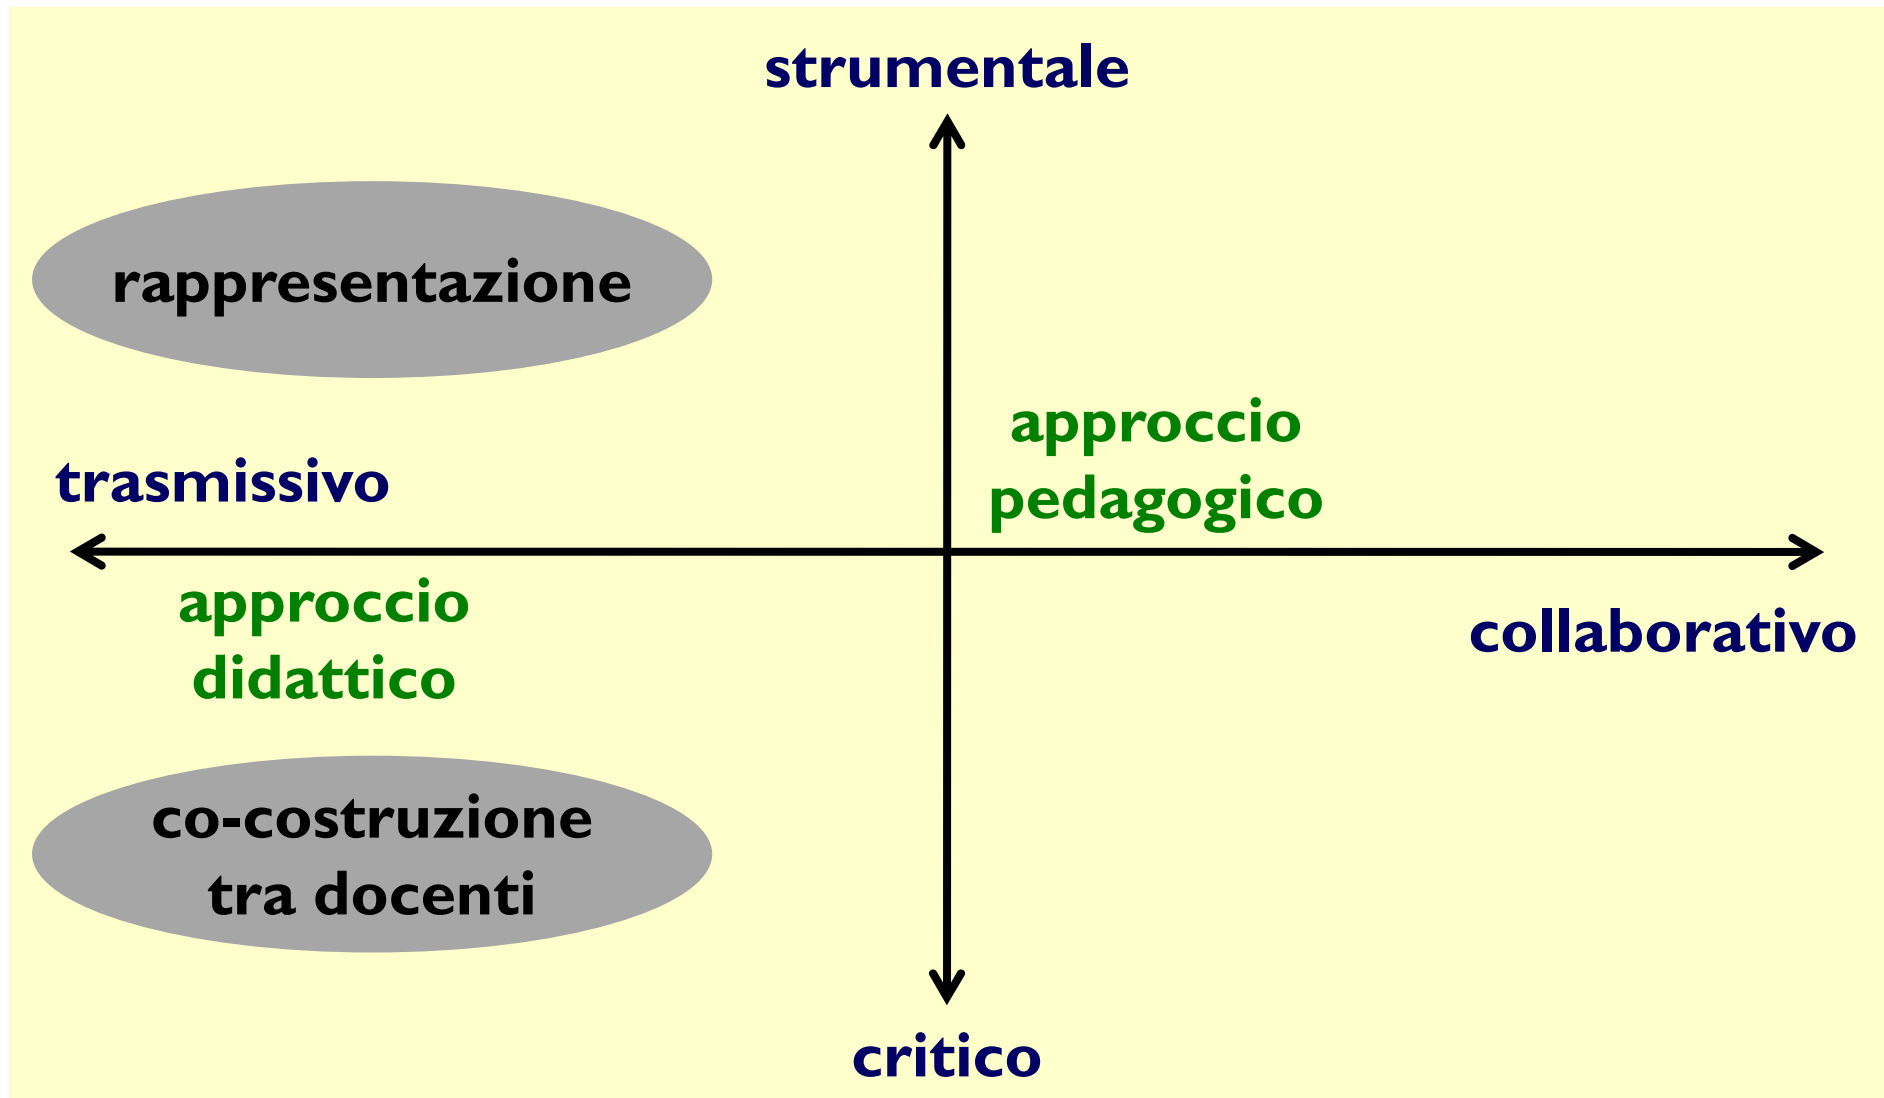 strumentale
rappresentazione
approccio
pedagogico
trasmissivo
approccio
didattico
collaborativo
co-costruzione
tra docenti
critico